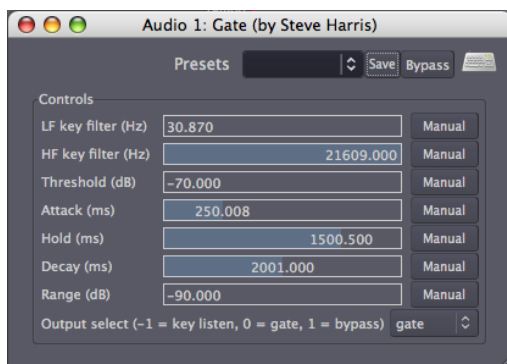 Audio 1: Gate (by Steve Harris)
Presets Save Bypass
Controls
LF key filter (Hz) 30.870 Manual
HF key filter (Hz) 21609.000 Manual
Threshold (dB) -70.000 Manual
Attack (ms) 250.008 Manual
Hold (ms) 1500.500 Manual
Decay (ms) 2001.000 Manual
Range (dB) -90.000 Manual
Output select (-1 = key listen, 0 = gate, 1 = bypass) gate